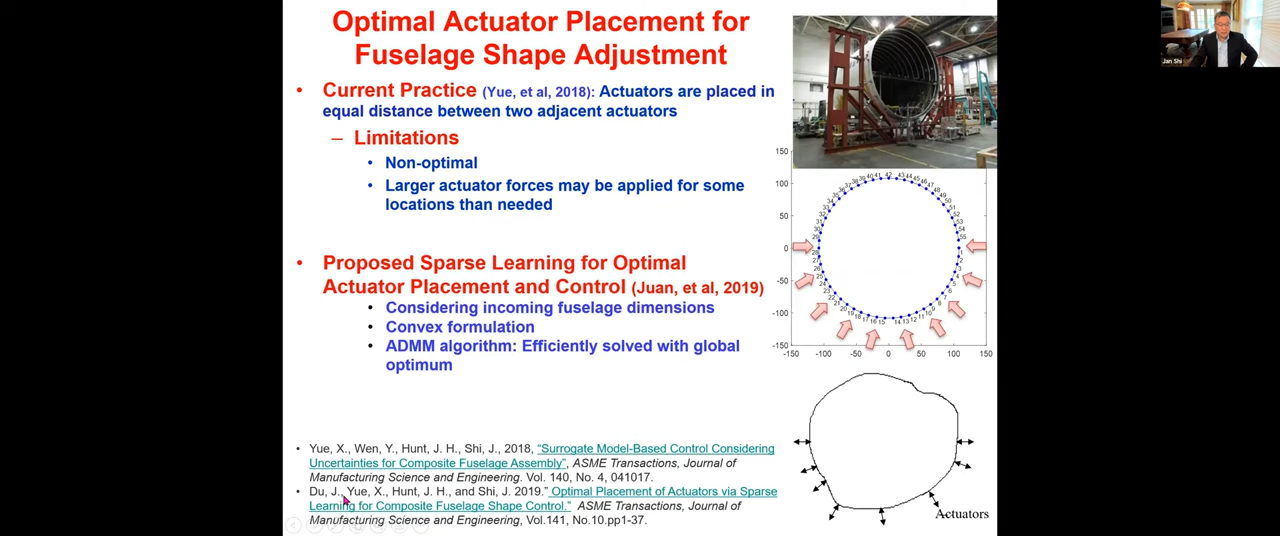 Optimal Actuator Placement for
Fuselage Shape Adjustment
• Current Practice (Yue, et al, 2018): Actuators are placed in
equal distance between two adjacent actuators
– Limitations
• Non-optimal
• Larger actuator forces may be applied for some
locations than needed
• Proposed Sparse Learning for Optimal
Actuator Placement and Control (Juan, et al, 2019)
• Considering incoming fuselage dimensions
• Convex formulation
• ADMM algorithm: Efficiently solved with global
optimum
• Yue, X., Wen, Y., Hunt, J. H., Shi, J., 2018, “Surrogate Model-Based Control Considering
Uncertainties for Composite Fuselage Assembly”, ASME Transactions, Journal of
Manufacturing Science and Engineering. Vol. 140, No. 4, 041017.
• Du, J., Yue, X., Hunt, J. H., and Shi, J. 2019.” Optimal Placement of Actuators via Sparse
Learning for Composite Fuselage Shape Control.” ASME Transactions, Journal of
Manufacturing Science and Engineering, Vol.141, No.10.pp1-37.
150
100
50
0
-50
-100
-150
-150 -100 -50 0 50 100 150
Actuators
Jan Shi